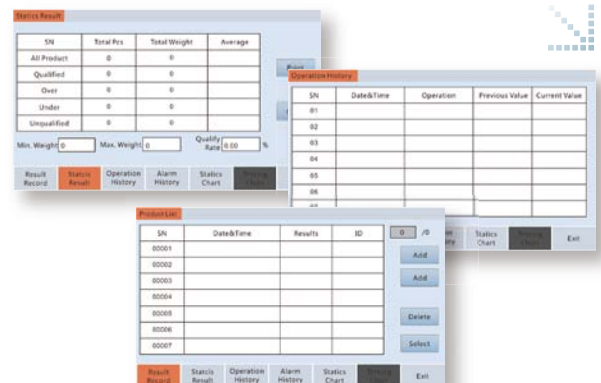 Statics Result
SN Total Pcs Total Weight Average
All Product 0 0
Qualified 0 0
Over 0 0
Under 0 0
Unqualified 0 0
Min. Weight 0 Max. Weight 0 Qualify Rate 0.00 %
Print
Result Record Statcis Result Operation History Alarm History Statics Chart
Operation History
SN Date&Time Operation Previous Value Current Value
01
02
03
04
05
06
Statics Chart Exit
Product List
SN Date&Time Results ID 0 /0
00001
00002
00003
00004
00005
00006
00007
Add
Add
Delete
Select
Result Record Statcis Result Operation History Alarm History Statics Chart Exit